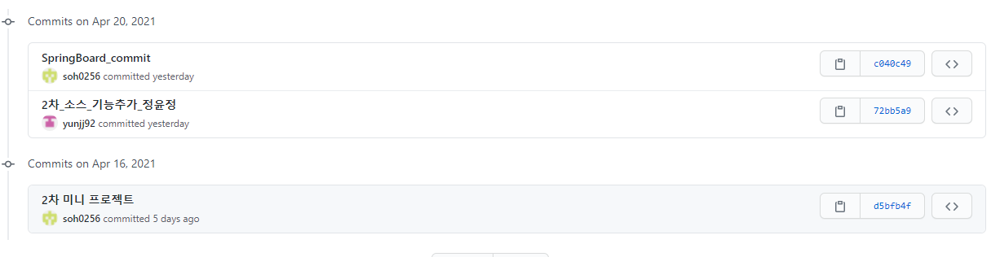 Commits on Apr 20, 2021
SpringBoard_commit
c040c49
soh0256 committed yesterday
2차_소스_기능추가_정윤정
72bb5a9
yunjj92 committed yesterday
Commits on Apr 16, 2021
2차 미니 프로젝트
d5bfb4f
soh0256 committed 5 days ago